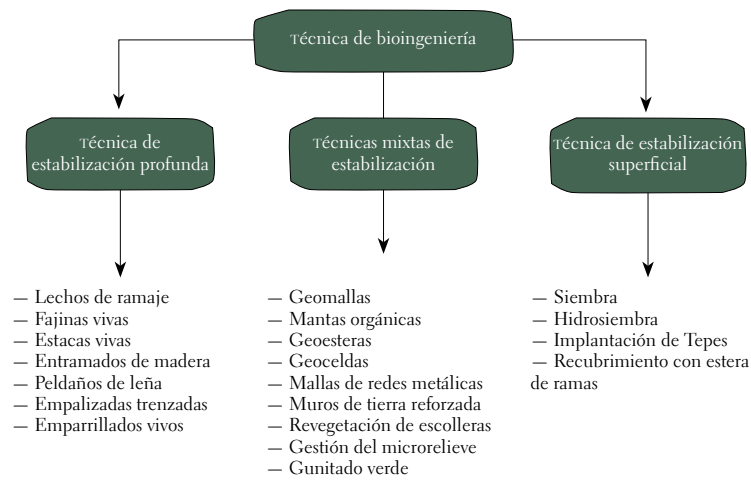 Técnica de bioingeniería
Técnica de
estabilización profunda
— Lechos de ramaje
— Fajinas vivas
— Estacas vivas
— Entramados de madera
— Peldaños de leña
— Empalizadas trenzadas
— Emparrillados vivos
Técnicas mixtas de
estabilización
— Geomallas
— Mantas orgánicas
— Geoesteras
— Geoceldas
— Mallas de redes metálicas
— Muros de tierra reforzada
— Revegetación de escolleras
— Gestión del microrelieve
— Gunitado verde
Técnica de estabilización
superficial
— Siembra
— Hidrosiembra
— Implantación de Tepes
— Recubrimiento con estera
de ramas